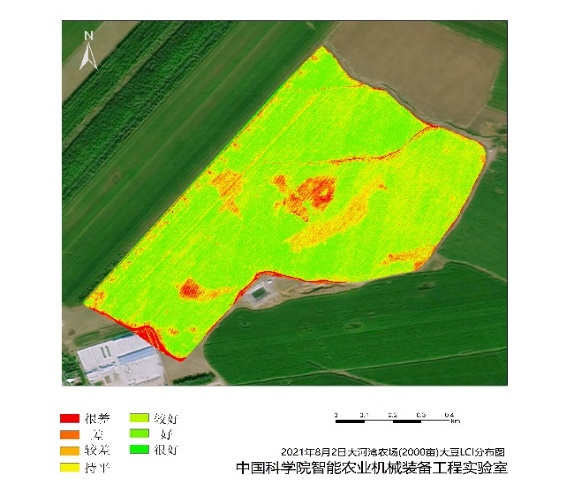 N
很差
较好
差
好
较差
很好
持平
0 0.1 0.2 0.3 0.4
km
2021年8月2日大河湾农场(2000亩)大豆LCI分布图
中国科学院智能农业机械装备工程实验室